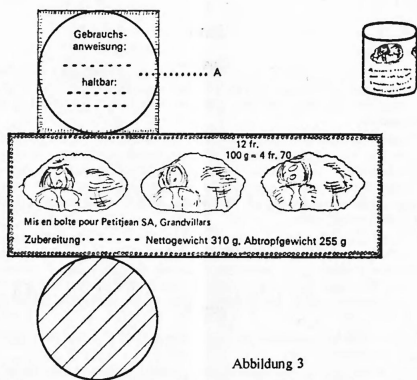 Gebrauchs-
anweisung:
haltbar:
A
12 fr.
100 g = 4 fr. 70
Mis en boîte pour Petitjean SA, Grandvillars
Zubereitung - - - - - - Nettogewicht 310 g, Abtropfgewicht 255 g
Abbildung 3